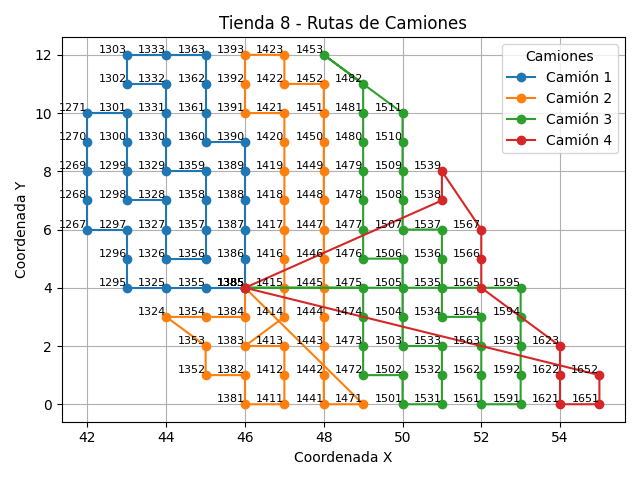 Tienda 8 - Rutas de Camiones
Camiones
Camión 1
Camión 2
Camión 3
Camión 4
1303 1333 1363 1393 1423 1453
1302 1332 1362 1392 1422 1452 1482
1271 1301 1331 1361 1391 1421 1451 1481 1511
1270 1300 1330 1360 1390 1420 1450 1480 1510
1269 1299 1329 1359 1389 1419 1449 1479 1509 1539
1268 1298 1328 1358 1388 1418 1448 1478 1508 1538
1267 1297 1327 1357 1387 1417 1447 1477 1507 1537 1567
1296 1326 1356 1386 1416 1446 1476 1506 1536 1566
1295 1325 1355 1385 1415 1445 1475 1505 1535 1565 1595
1324 1354 1384 1414 1444 1474 1504 1534 1564 1594
1353 1383 1413 1443 1473 1503 1533 1563 1593 1623
1352 1382 1412 1442 1472 1502 1532 1562 1592 1622 1652
1381 1411 1441 1471 1501 1531 1561 1591 1621 1651
12
10
8
6
4
2
0
Coordenada Y
42 44 46 48 50 52 54
Coordenada X